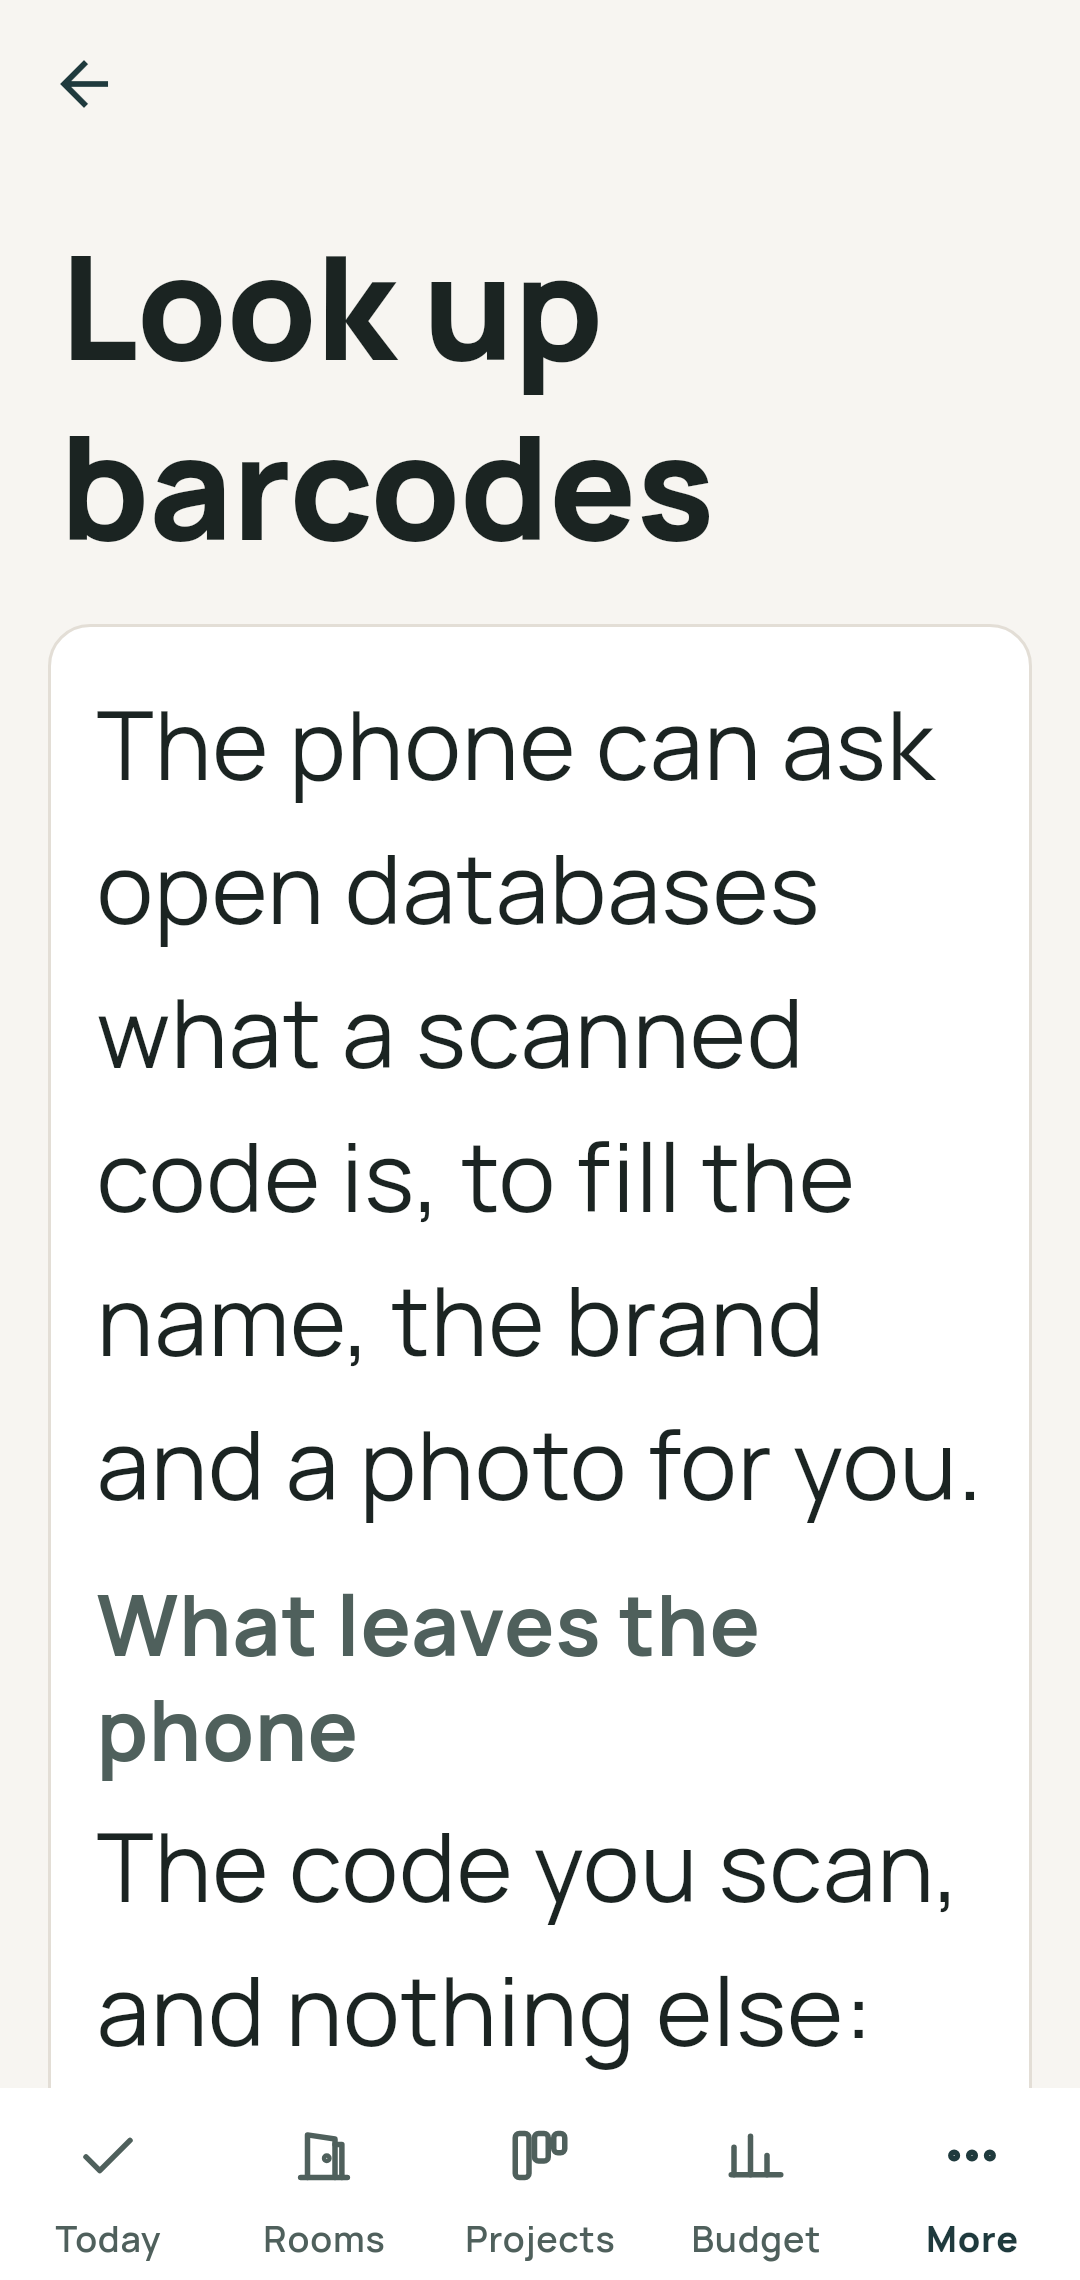 Look up
barcodes
The phone can ask
open databases
what a scanned
code is, to fill the
name, the brand
and a photo for you.
What leaves the
phone
The code you scan,
and nothing else:
Today
Rooms
Projects
Budget
More